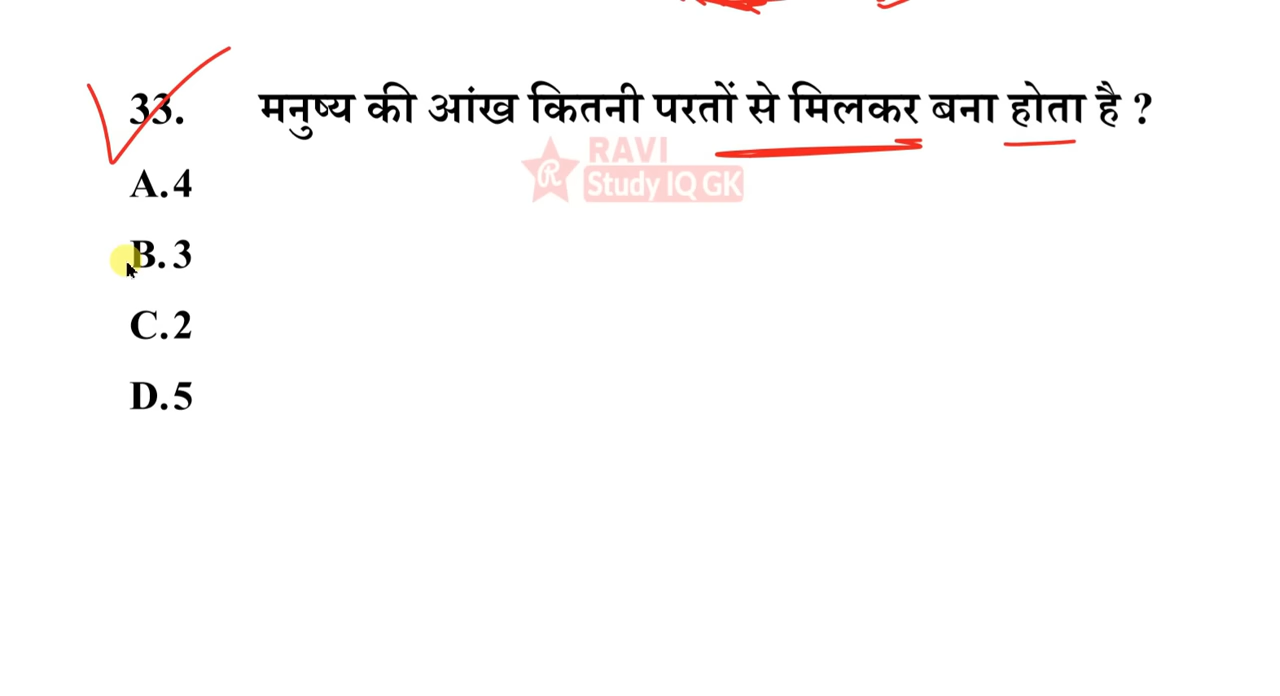 33. मनुष्य की आंख कितनी परतों से मिलकर बना होता है ?
RAVI
R Study IQ GK
A.4
B.3
C.2
D.5